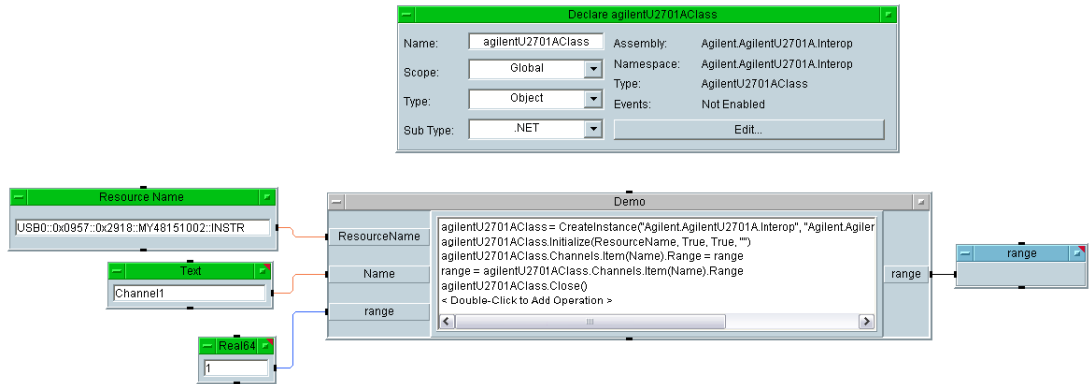 Declare agilentU2701AClass
Name: agilentU2701AClass Assembly: Agilent.AgilentU2701A.Interop
Scope: Global Namespace: Agilent.AgilentU2701A.Interop
Type: Object Type: AgilentU2701AClass
Events: Not Enabled
Sub Type: .NET Edit...
Resource Name
USB0::0x0957::0x2918::MY48151002::INSTR
Text
Channel1
Real64
1
Demo
ResourceName
Name
range
agilentU2701AClass = CreateInstance("Agilent.AgilentU2701A.Interop", "Agilent.Agiler
agilentU2701AClass.Initialize(ResourceName, True, True, "")
agilentU2701AClass.Channels.Item(Name).Range = range
range = agilentU2701AClass.Channels.Item(Name).Range
agilentU2701AClass.Close()
< Double-Click to Add Operation >
range
range